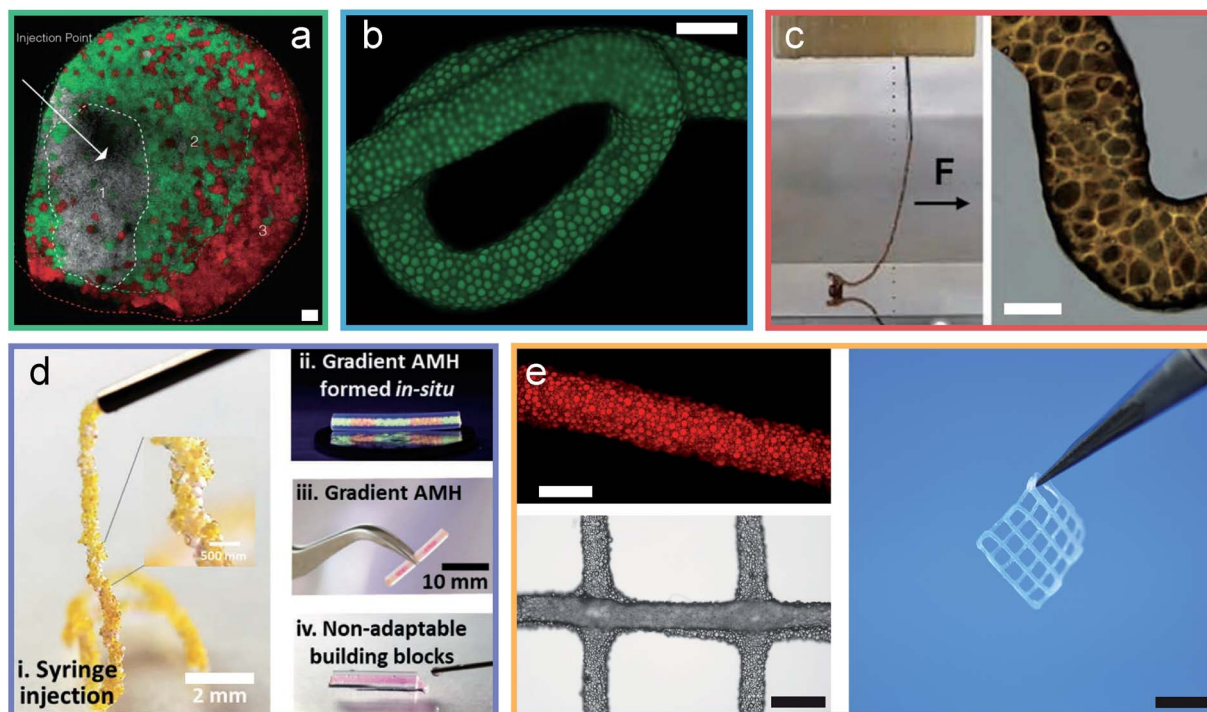 a
Injection Point
1
2
3
b
c
F
d
i. Syringe
injection
500 mm
2 mm
ii. Gradient AMH
formed in-situ
iii. Gradient AMH
10 mm
iv. Non-adaptable
building blocks
e